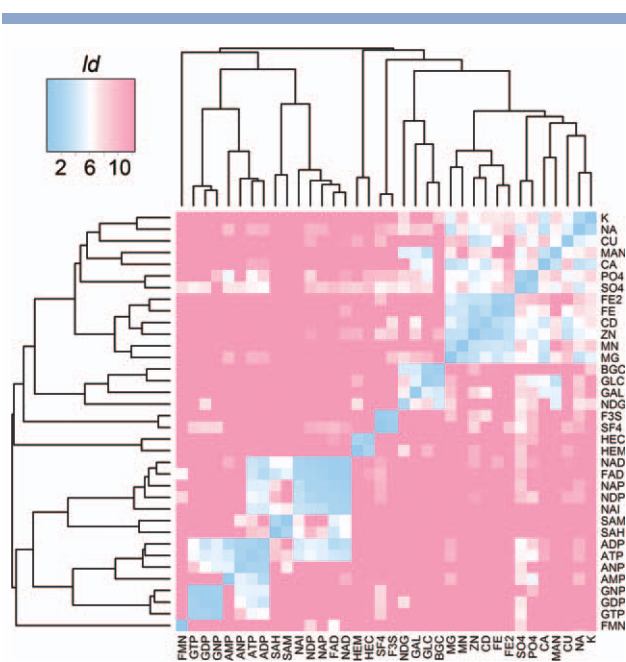 Id
2 6 10
K
NA
CU
MAN
CA
PO4
SO4
FE2
FE
CD
ZN
MN
MG
BGC
GLC
GAL
NDG
F3S
SF4
HEC
HEM
NAD
FAD
NAP
NDP
NAI
SAM
SAH
ADP
ATP
ANP
AMP
GNP
GDP
GTP
FMN
FMN GTP GDP GNP AMP ANP ATP ADP SAH SAM NAI NDP NAP FAD NAD HEM HEC SF4 F3S NDG GAL GLC BGC MG MN ZN CD FE FE2 SO4 PO4 CA MAN CU NA K